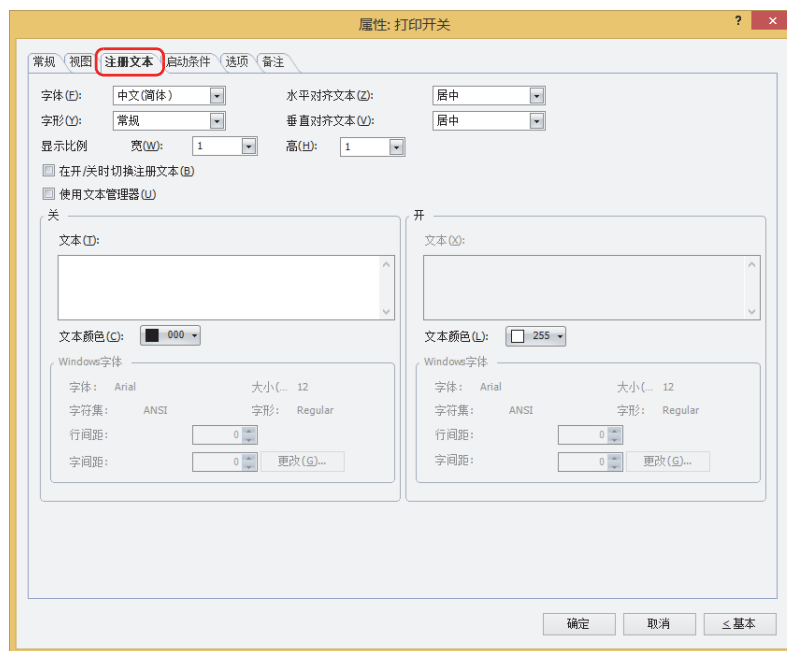 属性: 打印开关 ? ×
常规 视图 注册文本 启动条件 选项 备注
字体(F): 中文(简体) 水平对齐文本(Z): 居中
字形(Y): 常规 垂直对齐文本(V): 居中
显示比例 宽(W): 1 高(H): 1
在开/关时切换注册文本(B)
使用文本管理器(U)
关
文本(T):
文本颜色(C): 000
Windows字体
字体: Arial 大小(... 12
字符集: ANSI 字形: Regular
行间距: 0
字间距: 0 更改(G)...
开
文本(X):
文本颜色(L): 255
Windows字体
字体: Arial 大小(... 12
字符集: ANSI 字形: Regular
行间距: 0
字间距: 0 更改(G)...
确定 取消 <基本